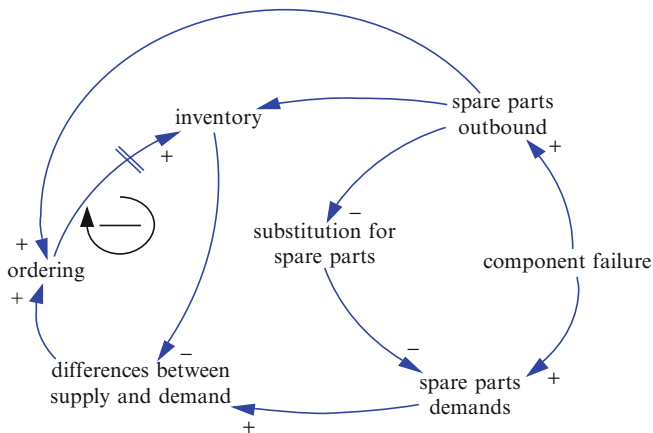 spare parts
outbound
inventory
+
+
−
substitution for
spare parts
component failure
+
ordering
+
−
differences between
supply and demand
−
+
spare parts
demands
+